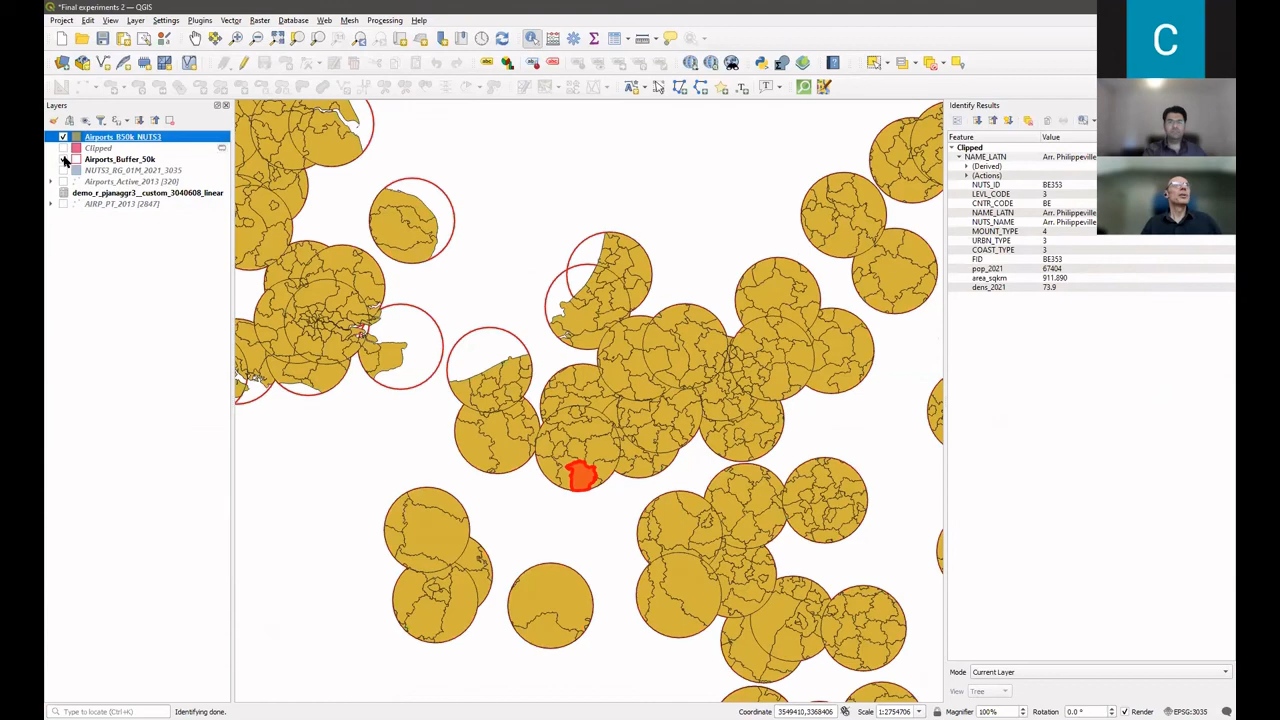 *Final experiments 2 — QGIS
Project Edit View Layer Settings Plugins Vector Raster Database Web Mesh Processing Help
C
Layers
Airports B50k_NUTS3
Clipped
Airports_Buffer_50k
NUTS3_RG_01M_2021_3035
Airports_Active_2013 [320]
demo_r_pjanaggr3__custom_3040608_linear
AIRP_PT_2013 [2847]
Identify Results
Feature Value
Clipped
NAME_LATN Arr. Philippeville
(Derived)
(Actions)
NUTS_ID BE353
LEVL_CODE 3
CNTR_CODE BE
NAME_LATN Arr. Philippeville
NUTS_NAME Arr. Philippeville
MOUNT_TYPE 4
URBN_TYPE 3
COAST_TYPE 3
FID BE353
pop_2021 67404
area_sqkm 911.890
dens_2021 73.9
Mode Current Layer
View Tree
Type to locate (Ctrl+K) Identifying done. Coordinate 3549410,3368406 Scale 1:2754706 Magnifier 100% Rotation 0.0 ° Render EPSG:3035